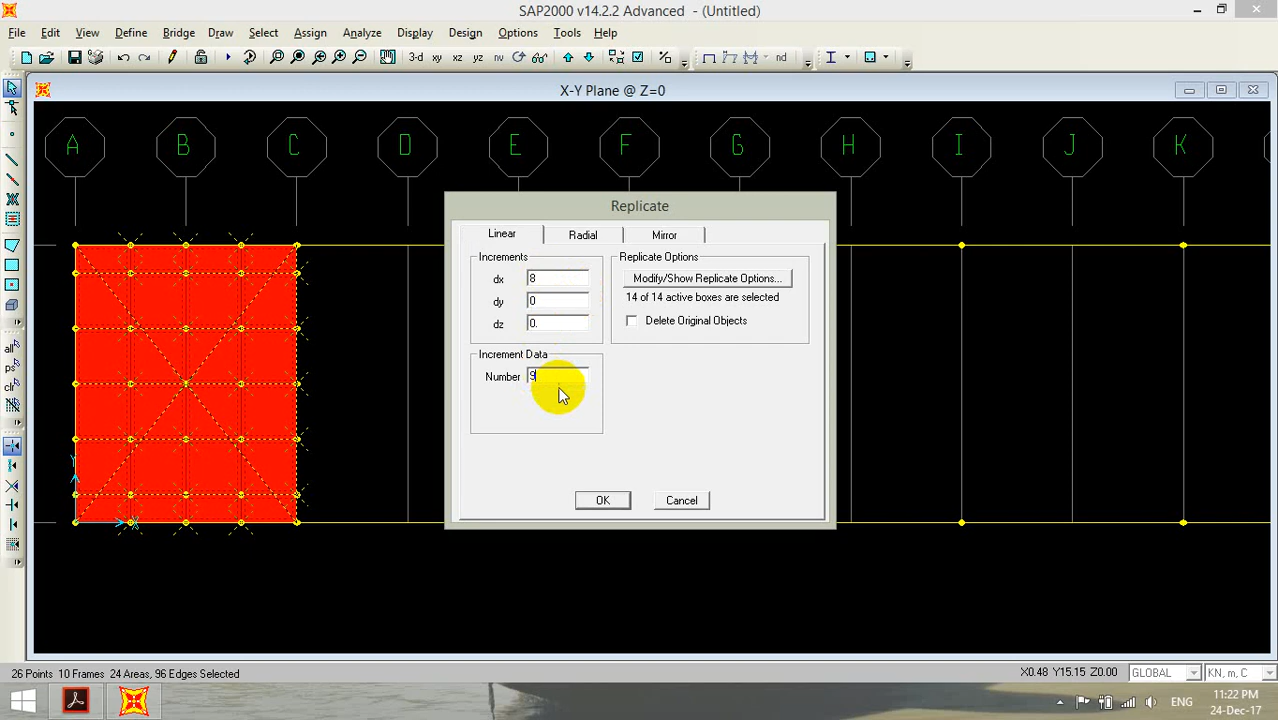 SAP2000 v14.2.2 Advanced - (Untitled)
File Edit View Define Bridge Draw Select Assign Analyze Display Design Options Tools Help
3-d xy xz yz nv nd
X-Y Plane @ Z=0
A B C D E F G H I J K
Replicate
Linear Radial Mirror
Increments
dx 8
dy 0
dz 0.
Replicate Options
Modify/Show Replicate Options...
14 of 14 active boxes are selected
Delete Original Objects
Increment Data
Number 9
OK Cancel
all
ps
clr
Y
X
26 Points 10 Frames 24 Areas, 96 Edges Selected
X0.48 Y15.15 Z0.00
GLOBAL
KN, m, C
ENG
11:22 PM
24-Dec-17